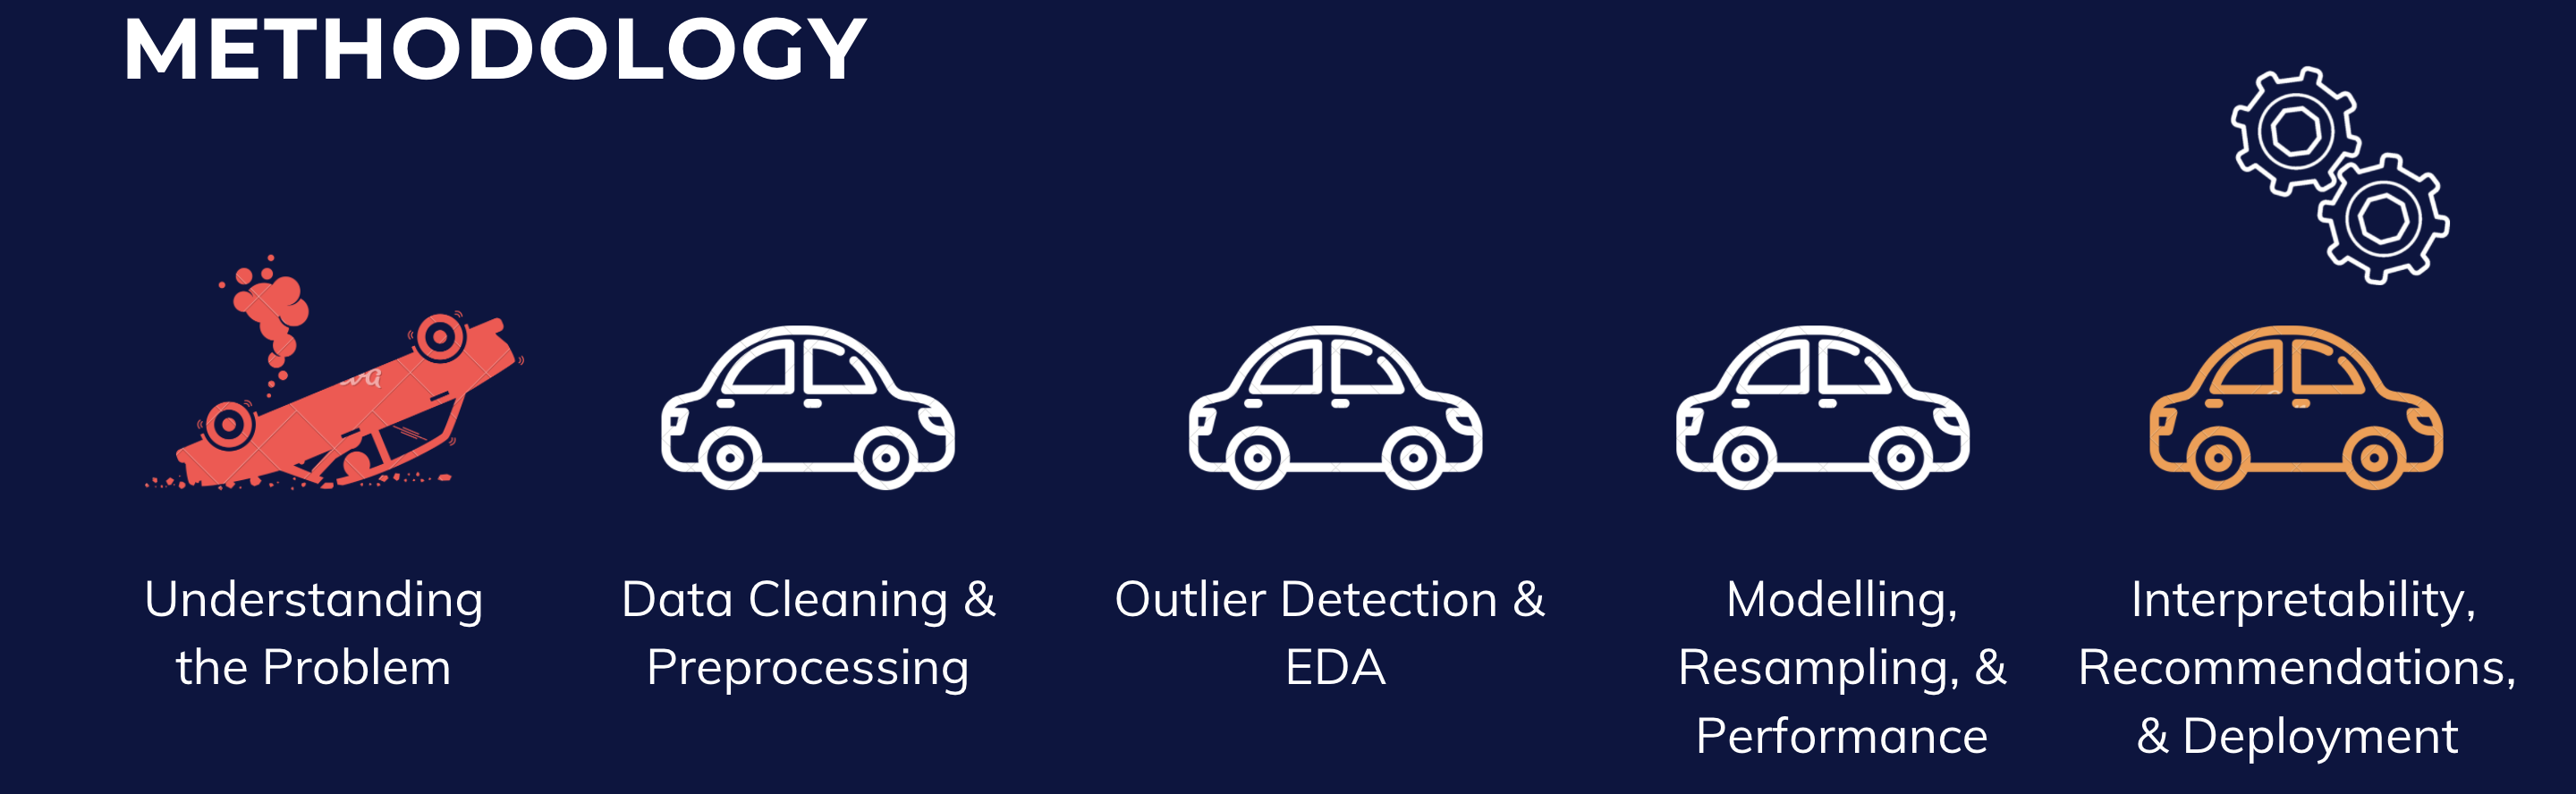 METHODOLOGY
Understanding
the Problem
Data Cleaning &
Preprocessing
Outlier Detection &
EDA
Modelling,
Resampling, &
Performance
Interpretability,
Recommendations,
& Deployment